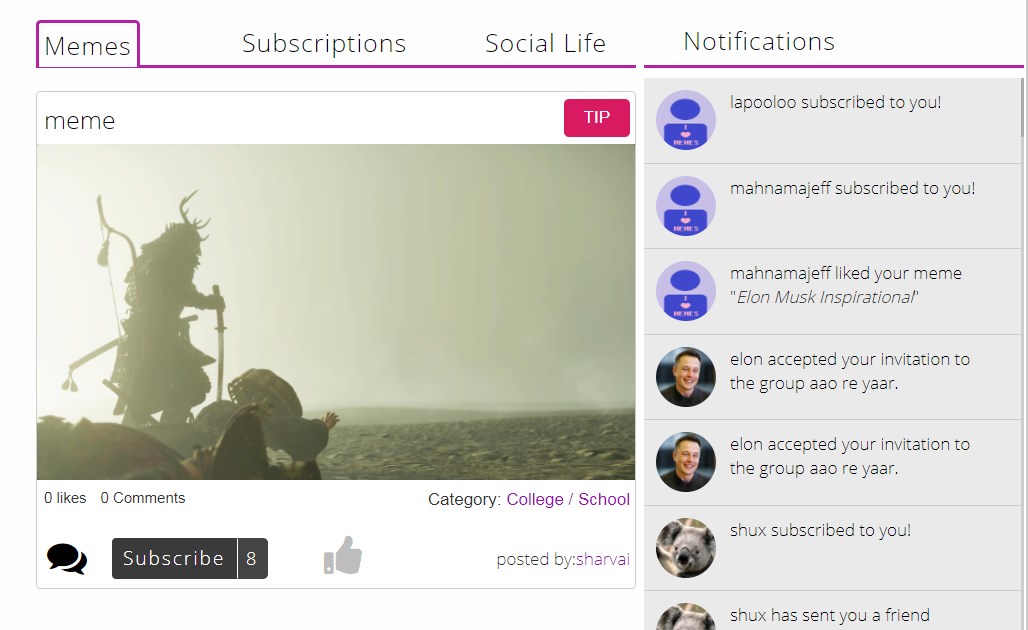 Memes
Subscriptions
Social Life
Notifications
meme
TIP
0 likes 0 Comments
Category: College / School
Subscribe 8
posted by:sharvai
lapooloo subscribed to you!
I
MEMES
mahnamajeff subscribed to you!
I
MEMES
mahnamajeff liked your meme
"Elon Musk Inspirational"
I
MEMES
elon accepted your invitation to
the group aao re yaar.
elon accepted your invitation to
the group aao re yaar.
shux subscribed to you!
shux has sent you a friend